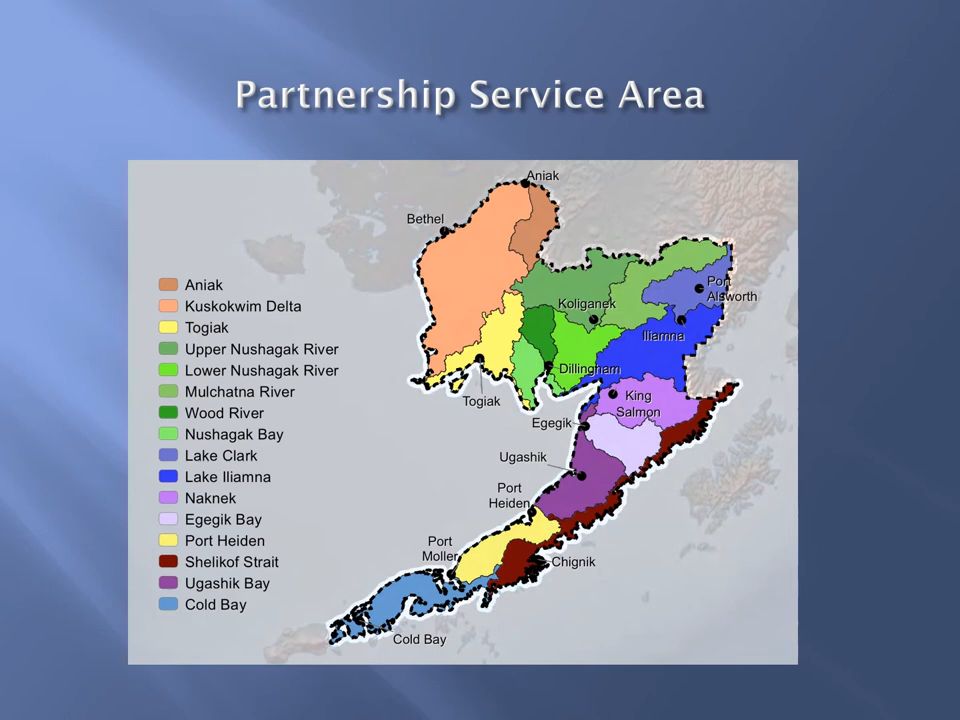 Partnership Service Area
Aniak
Bethel
Port
Alsworth
Koliganek
Iliamna
Dillingham
King
Salmon
Togiak
Egegik
Ugashik
Port
Heiden
Port
Moller
Chignik
Cold Bay
Aniak
Kuskokwim Delta
Togiak
Upper Nushagak River
Lower Nushagak River
Mulchatna River
Wood River
Nushagak Bay
Lake Clark
Lake Iliamna
Naknek
Egegik Bay
Port Heiden
Shelikof Strait
Ugashik Bay
Cold Bay